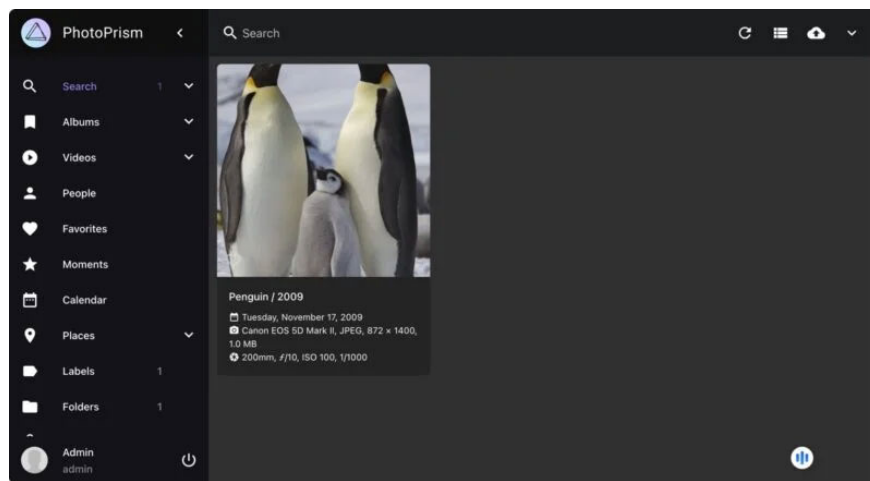 PhotoPrism
Search
Search 1
Albums
Videos
People
Favorites
Moments
Calendar
Places
Labels 1
Folders 1
Admin
admin
Penguin / 2009
Tuesday, November 17, 2009
Canon EOS 5D Mark II, JPEG, 872 × 1400,
1.0 MB
200mm, ƒ/10, ISO 100, 1/1000